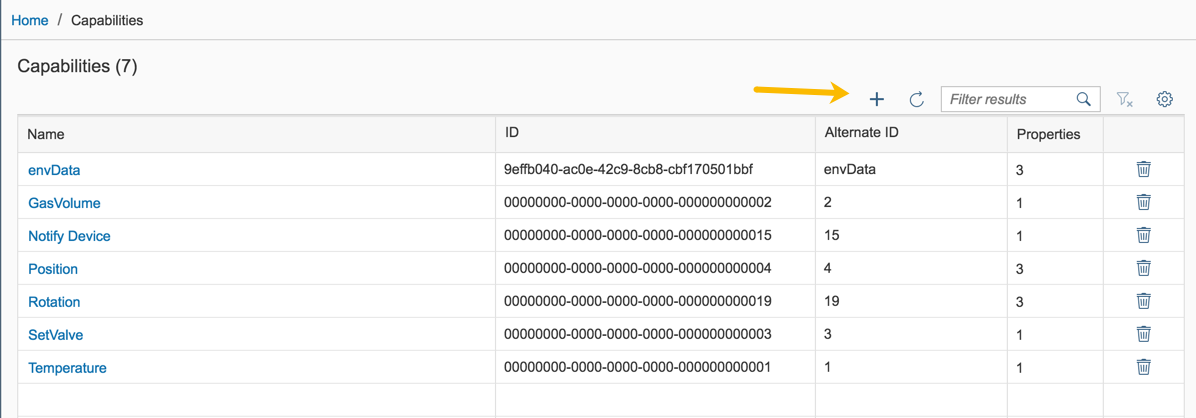 Home / Capabilities
Capabilities (7)
Filter results
Name ID Alternate ID Properties
envData 9effb040-ac0e-42c9-8cb8-cbf170501bbf envData 3
GasVolume 00000000-0000-0000-0000-000000000002 2 1
Notify Device 00000000-0000-0000-0000-000000000015 15 1
Position 00000000-0000-0000-0000-000000000004 4 3
Rotation 00000000-0000-0000-0000-000000000019 19 3
SetValve 00000000-0000-0000-0000-000000000003 3 1
Temperature 00000000-0000-0000-0000-000000000001 1 1